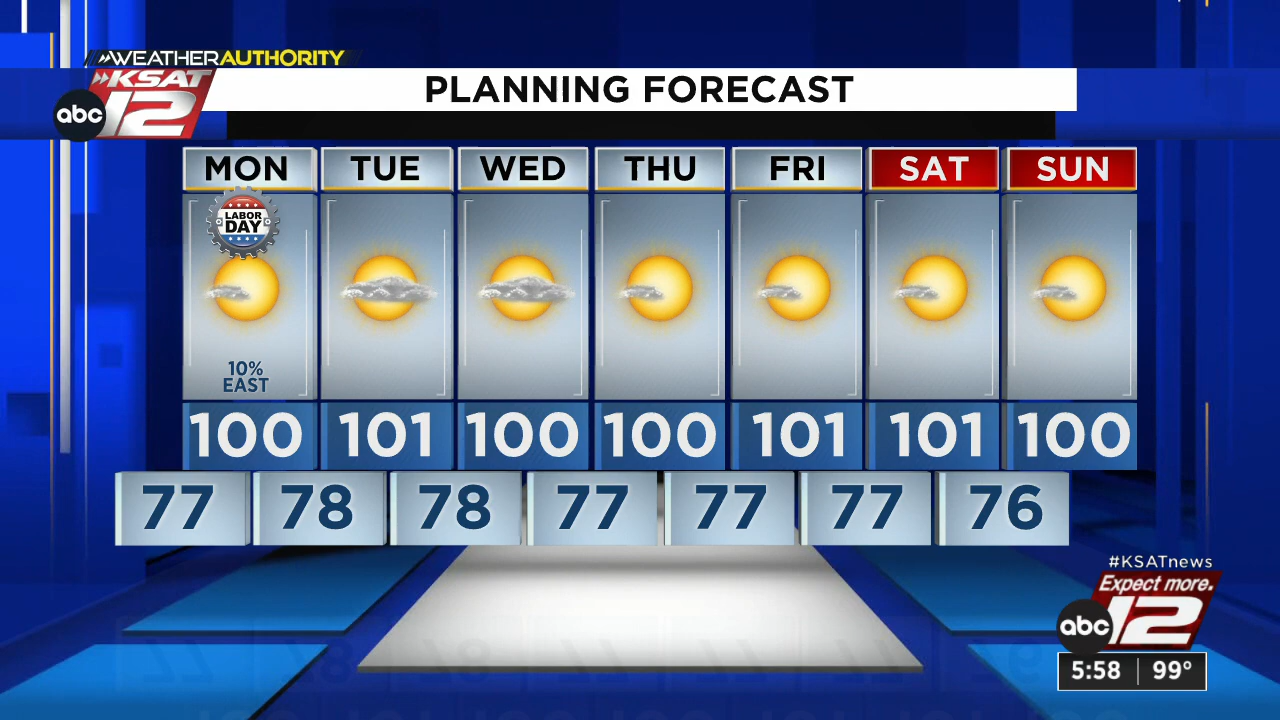 WEATHERAUTHORITY
KSAT
abc 12
PLANNING FORECAST
MON TUE WED THU FRI SAT SUN
LABOR
DAY
10%
EAST
100 101 100 100 101 101 100
77 78 78 77 77 77 76
#KSATnews
Expect more.
abc 12
5:58 99°